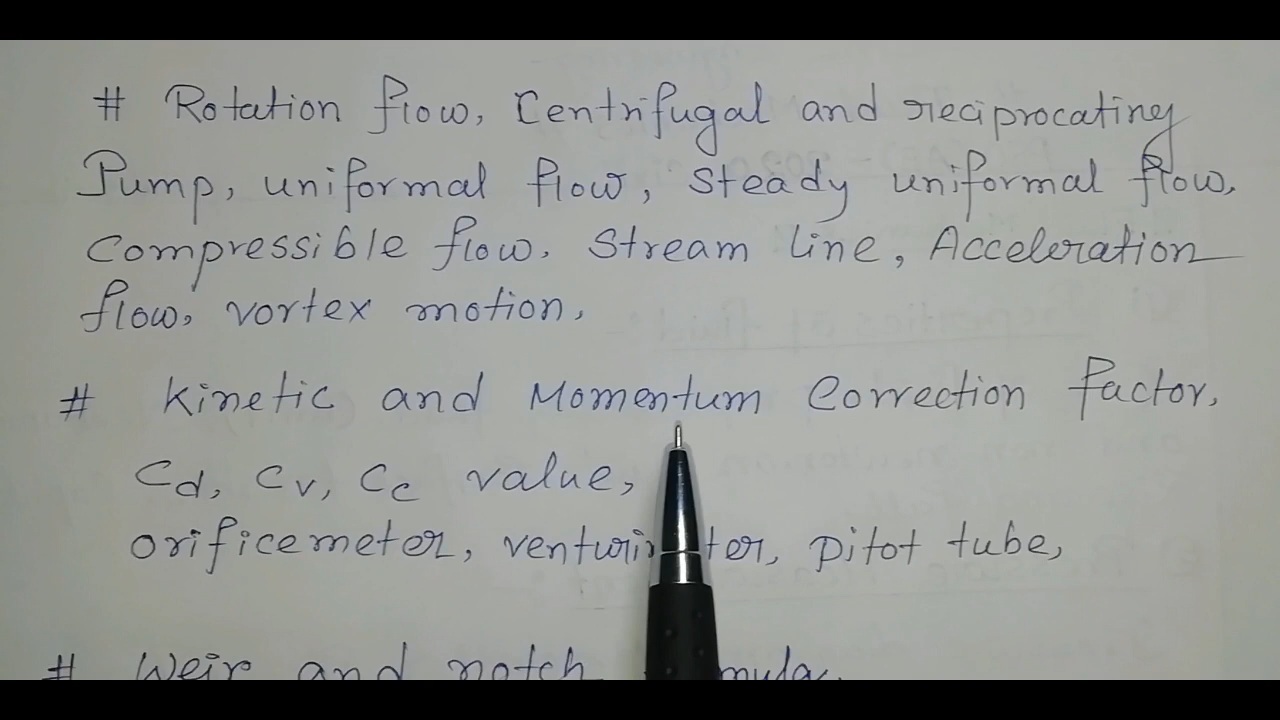 # Rotation flow, Centrifugal and reciprocating
Pump, uniformal flow, Steady uniformal flow,
Compressible flow. Stream line, Acceleration
flow, vortex motion,
# Kinetic and Momentum Correction factor,
Cd, Cv, Cc value,
orificemeter, pitot tube,
# Weir and notch